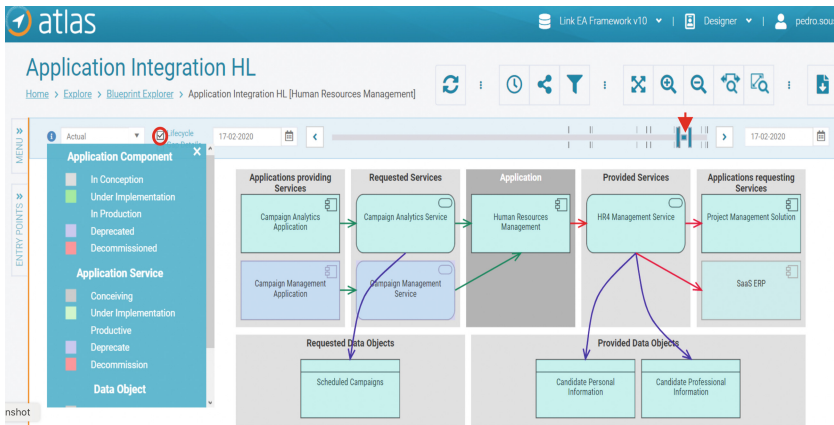 atlas
Link EA Framework v10
Designer
pedro.sou
Application Integration HL
Home > Explore > Blueprint Explorer > Application Integration HL [Human Resources Management]
MENU
ENTRY POINTS
Actual
Lifecycle
17-02-2020
17-02-2020
Application Component
In Conception
Under Implementation
In Production
Deprecated
Decommissioned
Application Service
Conceiving
Under Implementation
Productive
Deprecate
Decommission
Data Object
nshot
Applications providing
Services
Requested Services
Application
Provided Services
Applications requesting
Services
Campaign Analytics
Application
Campaign Analytics Service
Human Resources
Management
HR4 Management Service
Project Management Solution
Campaign Management
Application
Campaign Management
Service
SaaS ERP
Requested Data Objects
Provided Data Objects
Scheduled Campaigns
Candidate Personal
Information
Candidate Professional
Information